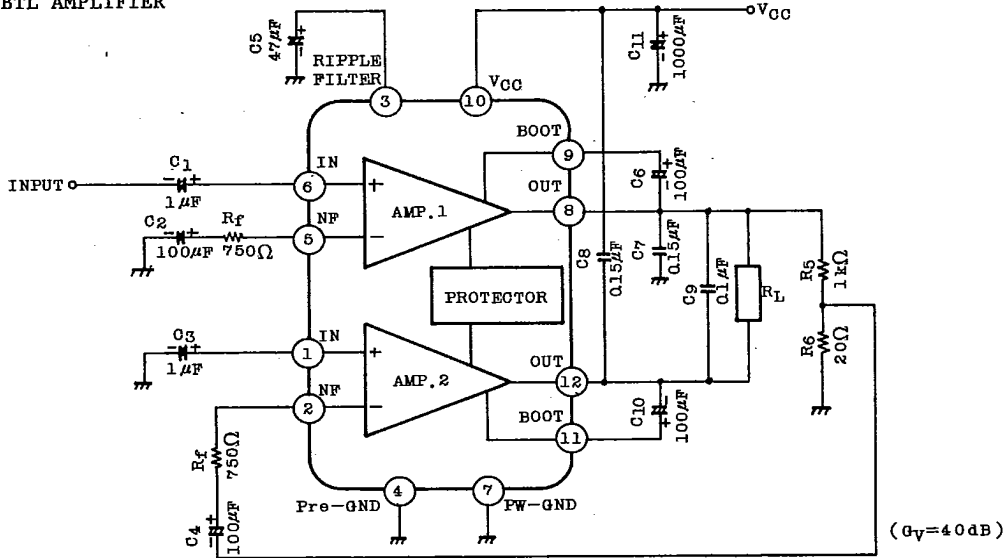 BTL AMPLIFIER
C5
47μF
RIPPLE
FILTER
3
10
VCC
VCC
C11
1000μF
BOOT
9
C6
100μF
INPUT
C1
1μF
IN
6
AMP.1
OUT
8
C2
100μF
Rf
750Ω
NF
5
C8
0.15μF
C7
0.15μF
C9
0.1μF
RL
R5
1kΩ
R6
20Ω
PROTECTOR
C3
1μF
IN
1
AMP.2
OUT
12
NF
2
BOOT
11
C10
100μF
Rf
750Ω
C4
100μF
Pre-GND
4
7
PW-GND
(GV=40dB)